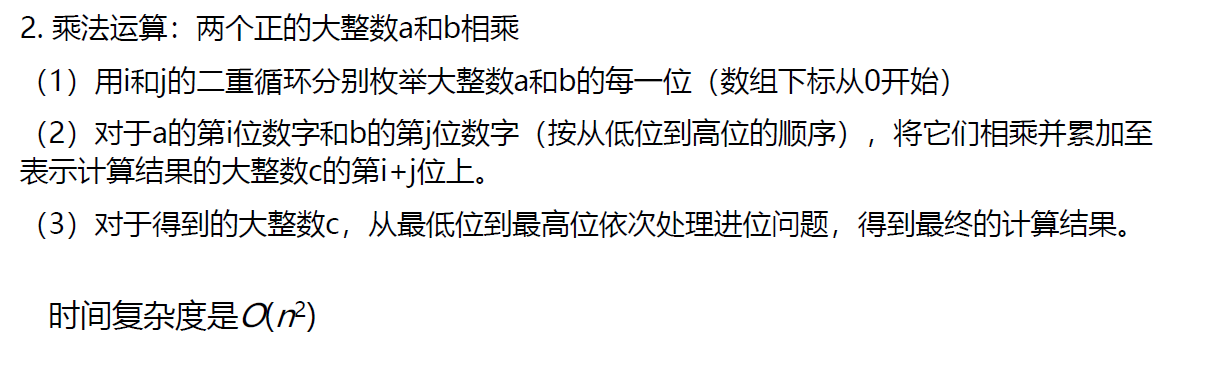 2. 乘法运算：两个正的大整数a和b相乘
（1）用i和j的二重循环分别枚举大整数a和b的每一位（数组下标从0开始）
（2）对于a的第i位数字和b的第j位数字（按从低位到高位的顺序），将它们相乘并累加至
表示计算结果的大整数c的第i+j位上。
（3）对于得到的大整数c，从最低位到最高位依次处理进位问题，得到最终的计算结果。
时间复杂度是O(n²)